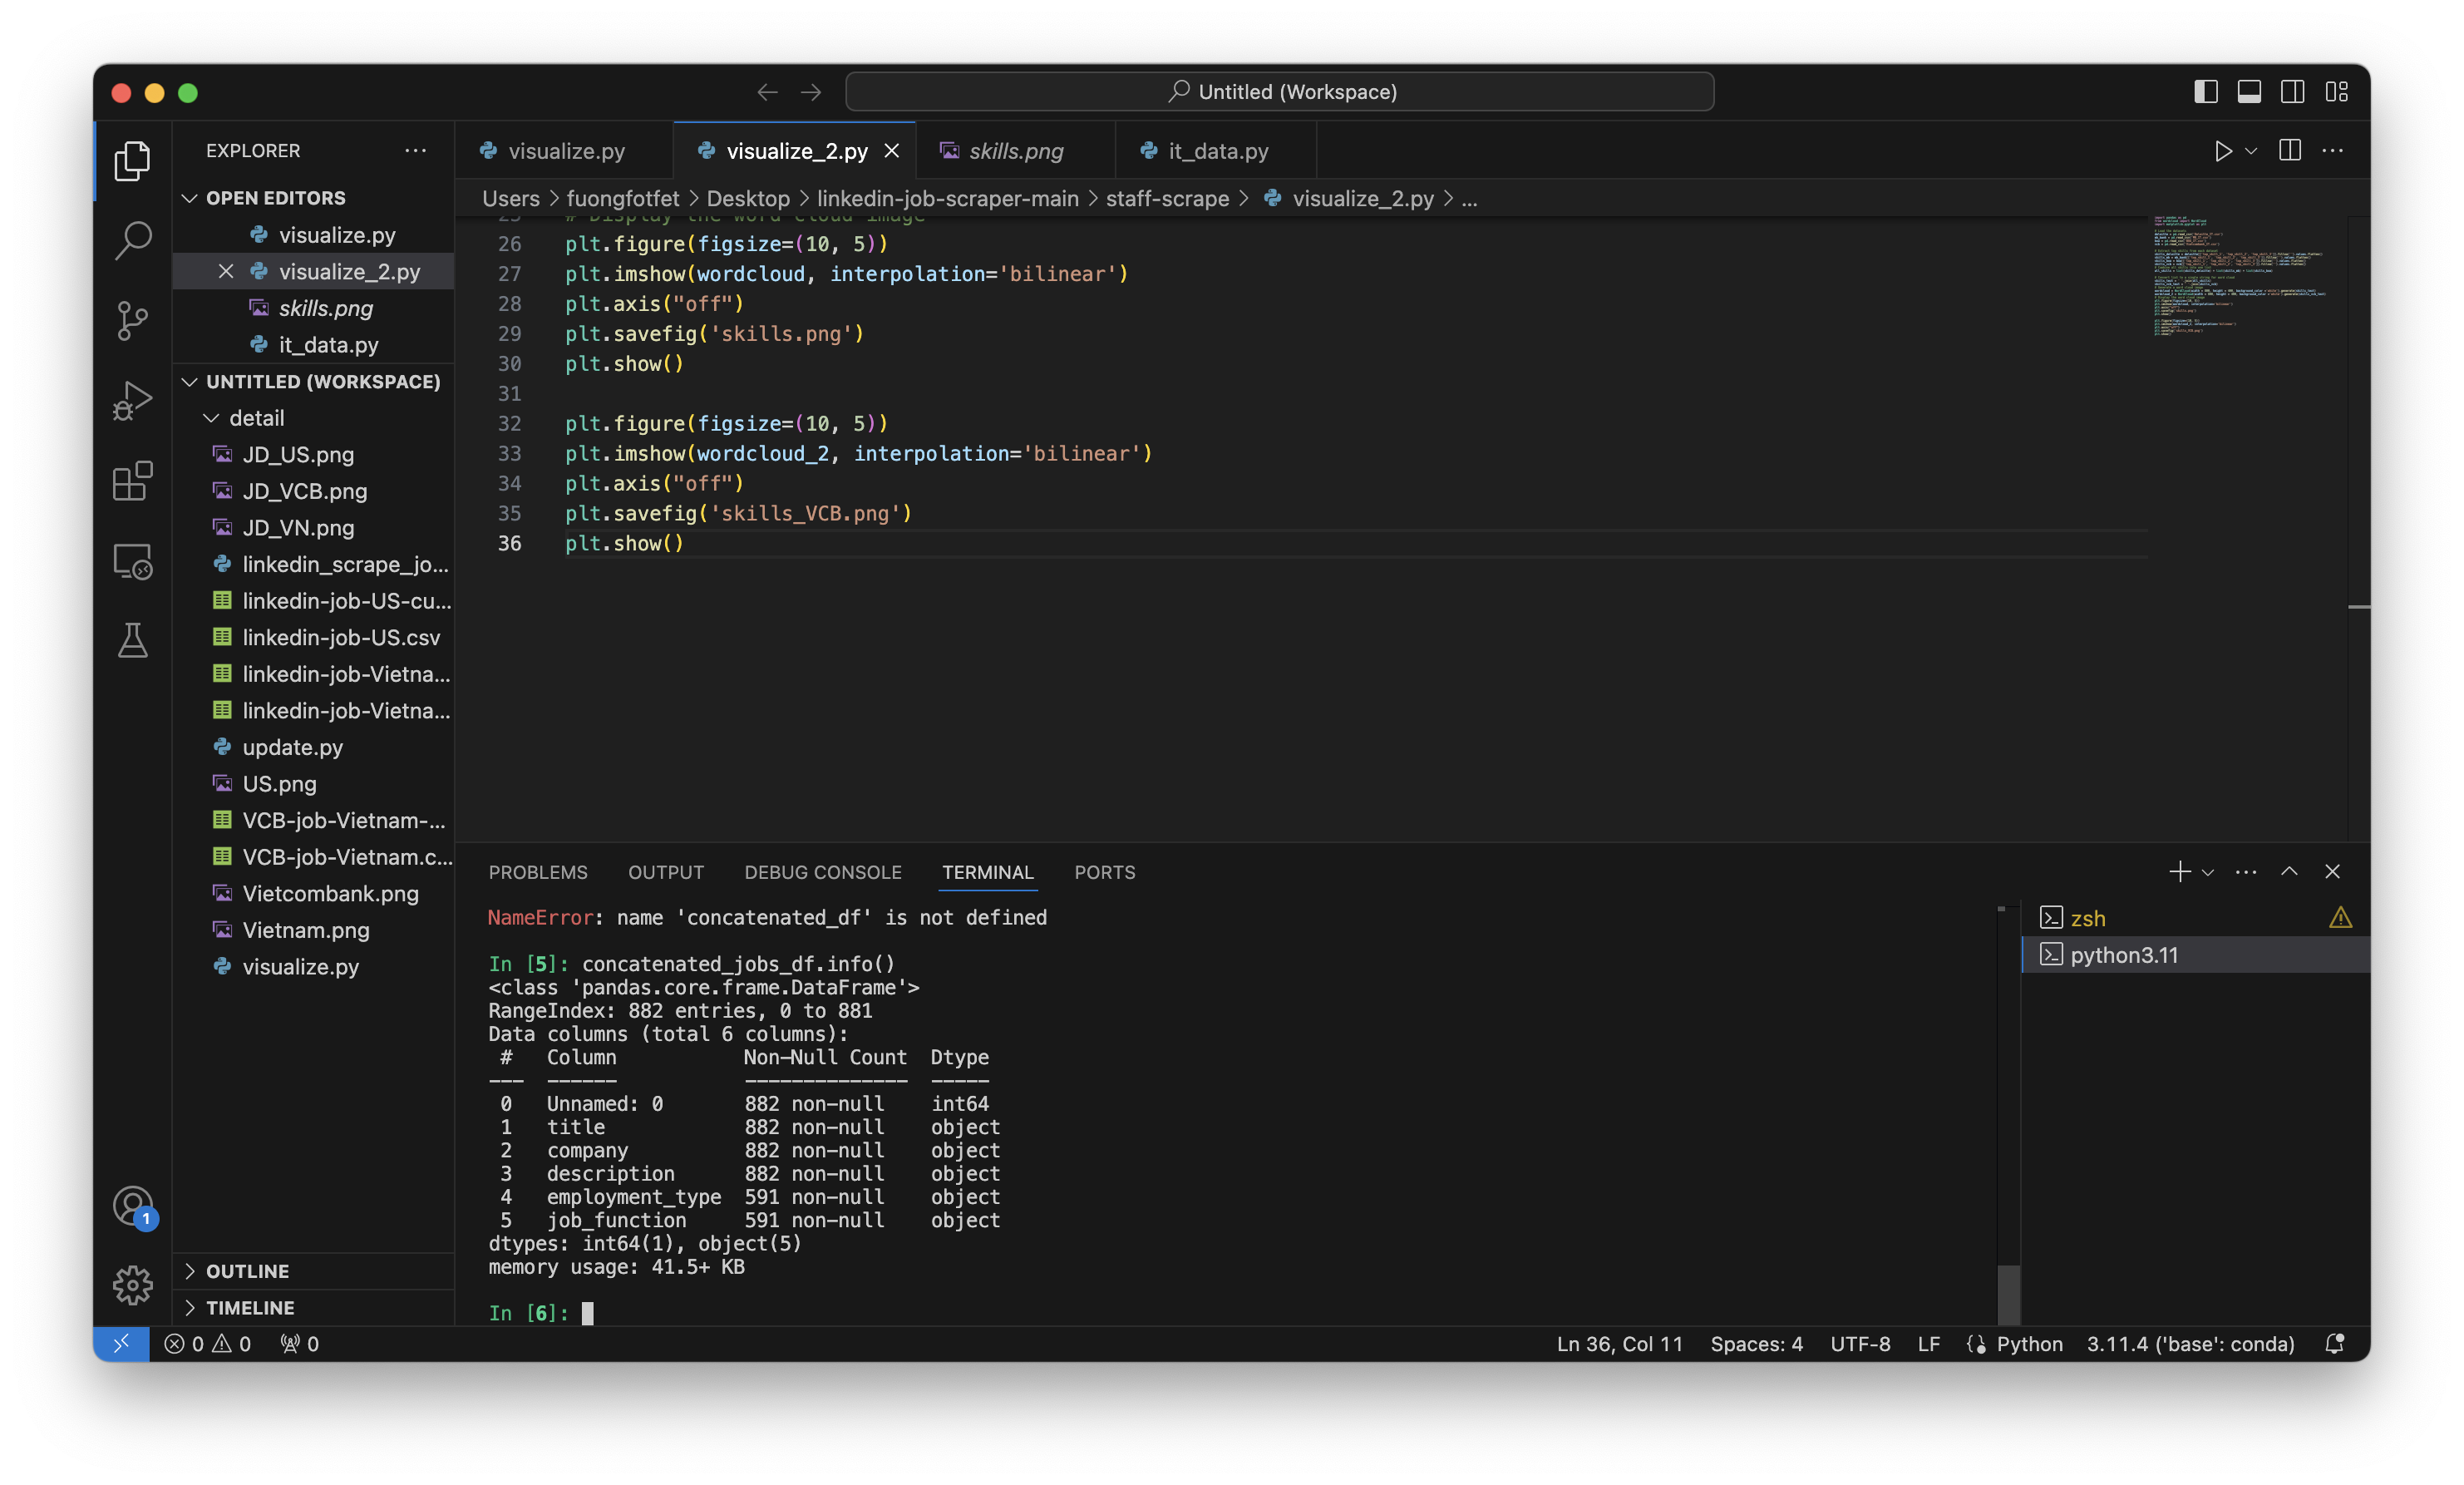 Untitled (Workspace)
EXPLORER
OPEN EDITORS
visualize.py
visualize_2.py
skills.png
it_data.py
UNTITLED (WORKSPACE)
detail
JD_US.png
JD_VCB.png
JD_VN.png
linkedin_scrape_jo...
linkedin-job-US-cu...
linkedin-job-US.csv
linkedin-job-Vietna...
linkedin-job-Vietna...
update.py
US.png
VCB-job-Vietnam-...
VCB-job-Vietnam.c...
Vietcombank.png
Vietnam.png
visualize.py
OUTLINE
TIMELINE
visualize.py
visualize_2.py
skills.png
it_data.py
Users > fuongfotfet > Desktop > linkedin-job-scraper-main > staff-scrape > visualize_2.py > ...
25 # Display the word cloud image
26 plt.figure(figsize=(10, 5))
27 plt.imshow(wordcloud, interpolation='bilinear')
28 plt.axis("off")
29 plt.savefig('skills.png')
30 plt.show()
31
32 plt.figure(figsize=(10, 5))
33 plt.imshow(wordcloud_2, interpolation='bilinear')
34 plt.axis("off")
35 plt.savefig('skills_VCB.png')
36 plt.show()
PROBLEMS OUTPUT DEBUG CONSOLE TERMINAL PORTS
NameError: name 'concatenated_df' is not defined
In [5]: concatenated_jobs_df.info()
<class 'pandas.core.frame.DataFrame'>
RangeIndex: 882 entries, 0 to 881
Data columns (total 6 columns):
# Column Non-Null Count Dtype
--- ------ -------------- -----
0 Unnamed: 0 882 non-null int64
1 title 882 non-null object
2 company 882 non-null object
3 description 882 non-null object
4 employment_type 591 non-null object
5 job_function 591 non-null object
dtypes: int64(1), object(5)
memory usage: 41.5+ KB
In [6]:
zsh
python3.11
1
0 0 0
Ln 36, Col 11 Spaces: 4 UTF-8 LF Python 3.11.4 ('base': conda)